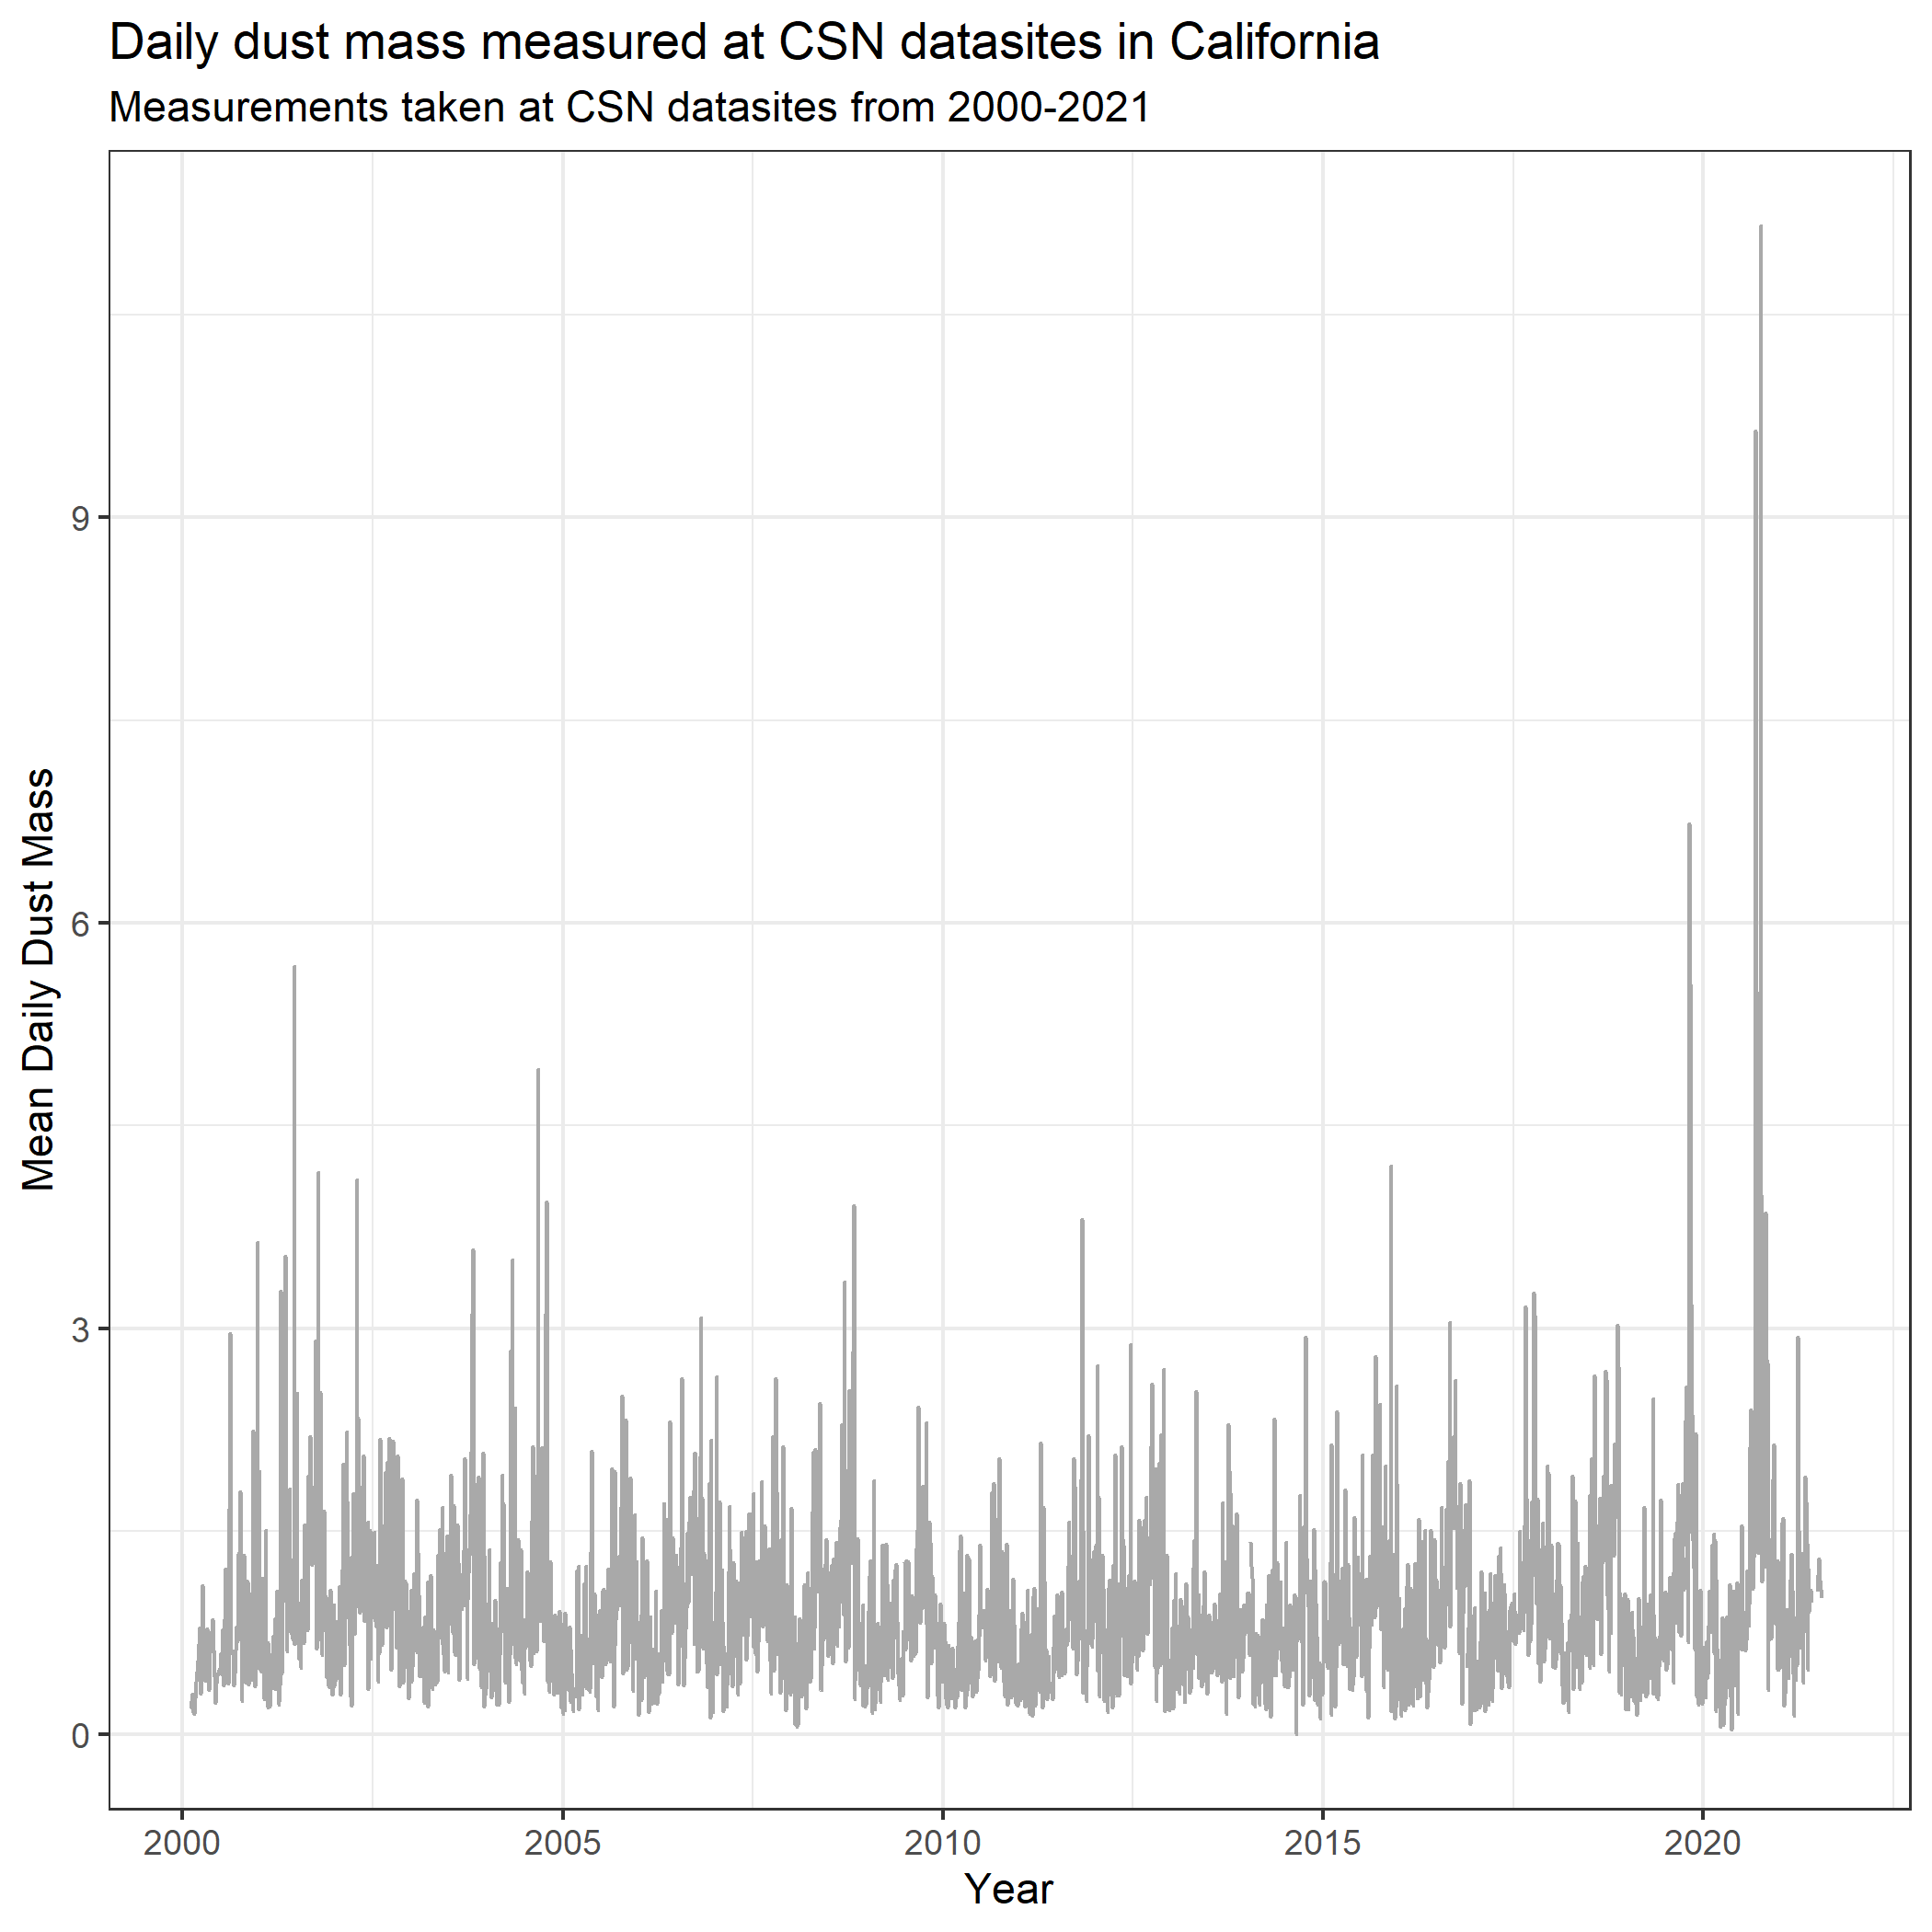 Daily dust mass measured at CSN datasites in California
Measurements taken at CSN datasites from 2000-2021
Mean Daily Dust Mass
9
6
3
0
2000 2005 2010 2015 2020
Year